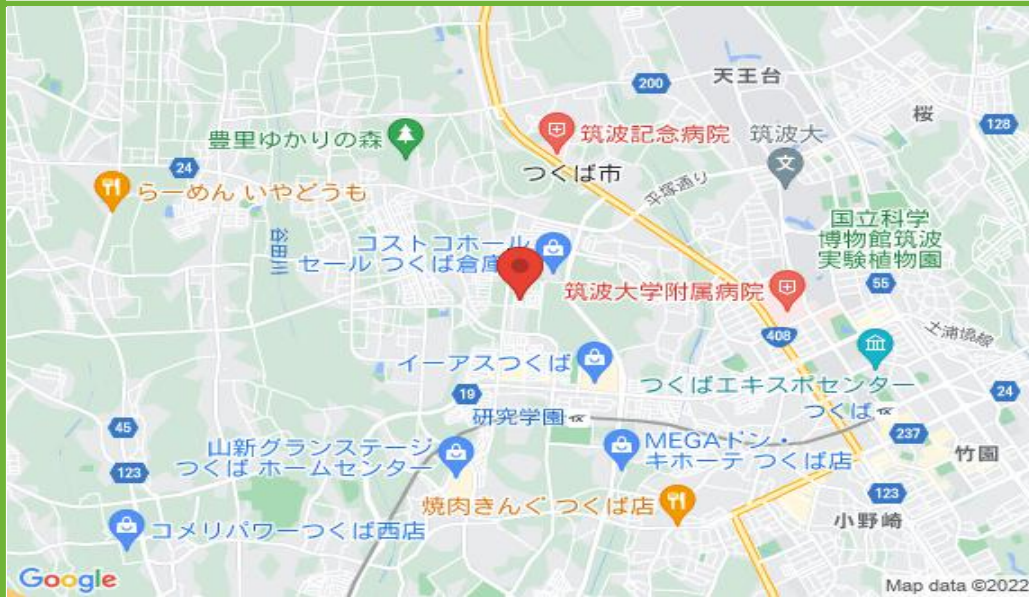 天王台
200
桜
128
豊里ゆかりの森
筑波記念病院
筑波大
24
つくば市
らーめん いやどうも
平塚通り
谷田川
国立科学
博物館筑波
実験植物園
コストコホール
セール つくば倉庫
筑波大学附属病院
55
408
土浦境線
イーアスつくば
つくばエキスポセンター
19
24
つくば
研究学園
45
237
山新グランステージ
つくば ホームセンター
MEGAドン・
キホーテ つくば店
竹園
123
焼肉きんぐ つくば店
123
小野崎
コメリパワーつくば西店
Google
Map data ©2022